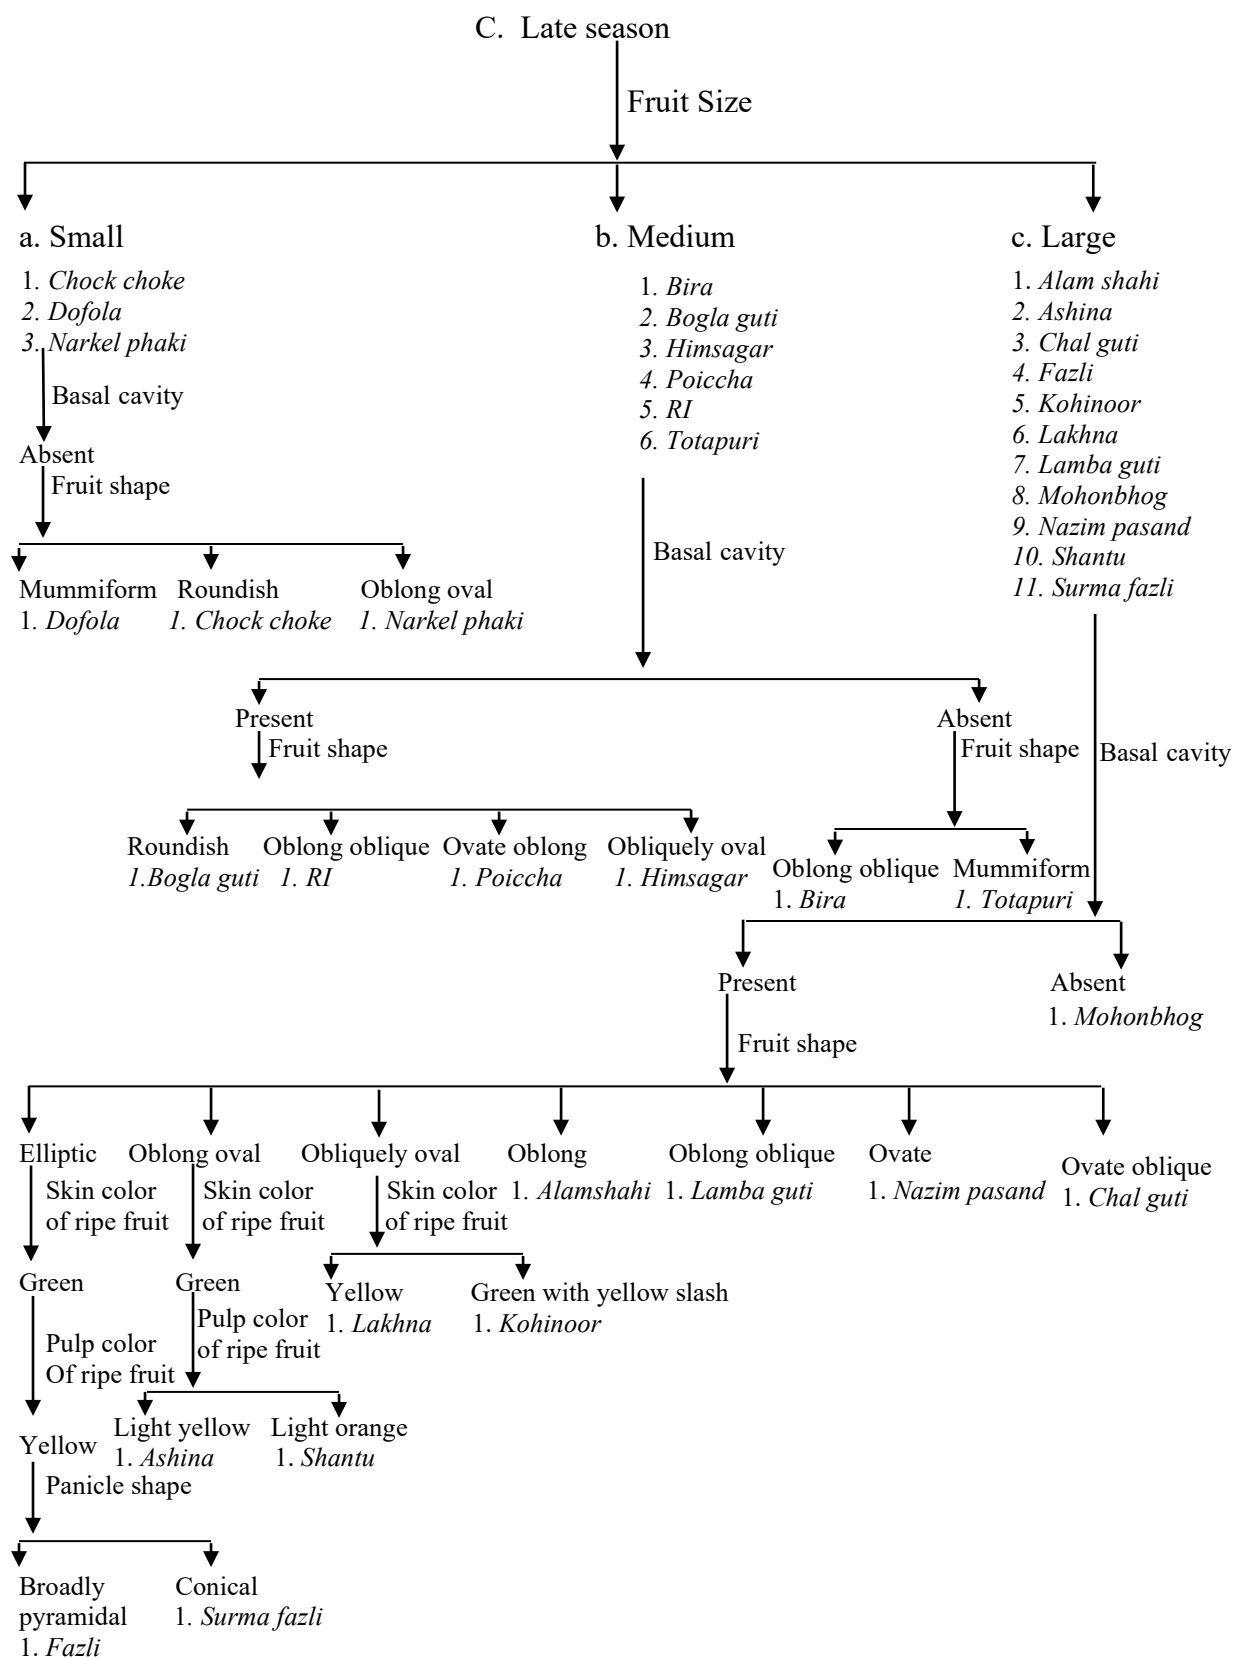 C. Late season
Fruit Size
a. Small
1. Chock choke
2. Dofola
3. Narkel phaki
Basal cavity
Absent
Fruit shape
Mummiform
1. Dofola
Roundish
1. Chock choke
Oblong oval
1. Narkel phaki
b. Medium
1. Bira
2. Bogla guti
3. Himsagar
4. Poiccha
5. RI
6. Totapuri
Basal cavity
Present
Fruit shape
Roundish
1.Bogla guti
Oblong oblique
1. RI
Ovate oblong
1. Poiccha
Obliquely oval
1. Himsagar
Absent
Fruit shape
Oblong oblique
1. Bira
Mummiform
1. Totapuri
c. Large
1. Alam shahi
2. Ashina
3. Chal guti
4. Fazli
5. Kohinoor
6. Lakhna
7. Lamba guti
8. Mohonbhog
9. Nazim pasand
10. Shantu
11. Surma fazli
Basal cavity
Present
Absent
1. Mohonbhog
Fruit shape
Elliptic
Skin color
of ripe fruit
Green
Pulp color
Of ripe fruit
Yellow
Panicle shape
Broadly
pyramidal
1. Fazli
Conical
1. Surma fazli
Oblong oval
Skin color
of ripe fruit
Green
Pulp color
of ripe fruit
Light yellow
1. Ashina
Light orange
1. Shantu
Obliquely oval
Skin color
of ripe fruit
Yellow
1. Lakhna
Green with yellow slash
1. Kohinoor
Oblong
1. Alamshahi
Oblong oblique
1. Lamba guti
Ovate
1. Nazim pasand
Ovate oblique
1. Chal guti